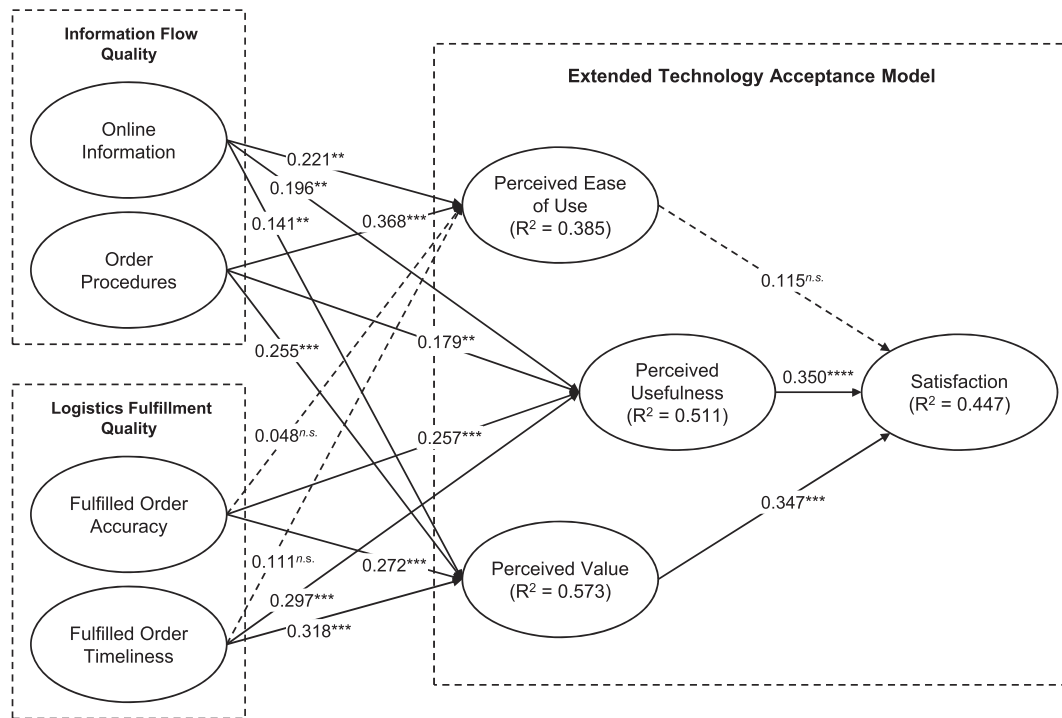 Information Flow
Quality
Online
Information
Order
Procedures
Logistics Fulfillment
Quality
Fulfilled Order
Accuracy
Fulfilled Order
Timeliness
0.221**
0.196**
0.141**
0.368***
0.179**
0.255***
0.048n.s.
0.257***
0.111n.s.
0.272***
0.297***
0.318***
Extended Technology Acceptance Model
Perceived Ease
of Use
(R² = 0.385)
0.115n.s.
Perceived
Usefulness
(R² = 0.511)
0.350****
Satisfaction
(R² = 0.447)
0.347***
Perceived Value
(R² = 0.573)